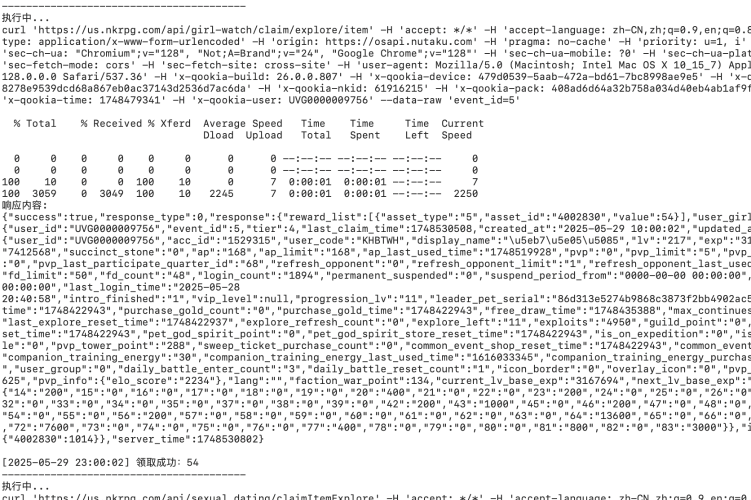 ----------------------------------------
执行中...
curl 'https://us.nkrpg.com/api/girl-watch/claim/explore/item' -H 'accept: */*' -H 'accept-language: zh-CN,zh;q=0.9,en;q=0.8
type: application/x-www-form-urlencoded' -H 'origin: https://osapi.nutaku.com' -H 'pragma: no-cache' -H 'priority: u=1, i'
'sec-ch-ua: "Chromium";v="128", "Not;A=Brand";v="24", "Google Chrome";v="128"' -H 'sec-ch-ua-mobile: ?0' -H 'sec-ch-ua-pla
'sec-fetch-mode: cors' -H 'sec-fetch-site: cross-site' -H 'user-agent: Mozilla/5.0 (Macintosh; Intel Mac OS X 10_15_7) Appl
128.0.0.0 Safari/537.36' -H 'x-qookia-build: 26.0.0.807' -H 'x-qookia-device: 479d0539-5aab-472a-bd61-7bc8998ae9e5' -H 'x-q
8278e9539dcd68a867eb0ac37143d2536d7ac6da' -H 'x-qookia-nkid: 61916215' -H 'x-qookia-pack: 408ad6d64a32b758a034d40eb4ab1af9f
'x-qookia-time: 1748479341' -H 'x-qookia-user: UVG0000009756' --data-raw 'event_id=5'
% Total % Received % Xferd Average Speed Time Time Time Current
Dload Upload Total Spent Left Speed
0 0 0 0 0 0 0 0 --:--:-- --:--:-- --:--:-- 0
0 0 0 0 0 0 0 0 --:--:-- --:--:-- --:--:-- 0
100 10 0 0 100 10 0 7 0:00:01 0:00:01 --:--:-- 7
100 3059 0 3049 100 10 2245 7 0:00:01 0:00:01 --:--:-- 2250
响应内容:
{"success":true,"response_type":0,"response":{"reward_list":[{"asset_type":"5","asset_id":"4002830","value":54}],"user_girl
{"user_id":"UVG0000009756","event_id":5,"tier":4,"last_claim_time":1748530508,"created_at":"2025-05-29 10:00:02","updated_a
{"user_id":"UVG0000009756","acc_id":"1529315","user_code":"KHBTWH","display_name":"\u5eb7\u5e05\u5085","lv":"217","exp":"31
7412568","succinct_stone":"0","ap":"168","ap_limit":"168","ap_last_used_time":"1748519928","pvp":"0","pvp_limit":"5","pvp_
:"0","pvp_last_participate_quarter_id":"68","refresh_opponent":"0","refresh_opponent_limit":"1","refresh_opponent_last_used
"fd_limit":"50","fd_count":"48","login_count":"1894","permanent_suspended":"0","suspend_period_from":"0000-00-00 00:00:00",
00:00:00","last_login_time":"2025-05-28
20:40:58","intro_finished":"1","vip_level":null,"progression_lv":"11","leader_pet_serial":"86d313e5274b9868c3873f2bb4902ac5
time":"1748422943","purchase_gold_count":"0","purchase_gold_time":"1748422943","free_draw_time":"1748435388","max_continues
"last_explore_reset_time":"1748422937","explore_refresh_count":"0","explore_left":"11","exploits":"4950","guild_point":"0",
set_time":"1748422943","pet_god_spirit_point":"0","pet_god_spirit_store_reset_time":"1748422943","is_on_expedition":"0","is
le":"0","pvp_tower_point":"288","sweep_ticket_purchase_count":"0","common_event_shop_reset_time":"1748422943","common_event
"companion_training_energy":"30","companion_training_energy_last_used_time":"1616033345","companion_training_energy_purchas
","user_group":"0","daily_battle_enter_count":"3","daily_battle_reset_count":"1","icon_border":"0","overlay_icon":"0","pvp_
625","pvp_info":{"elo_score":"2234"},"lang":"","faction_war_point":134,"current_lv_base_exp":"3167694","next_lv_base_exp":"
{"14":"200","15":"0","16":"0","17":"0","18":"0","19":"0","20":"400","21":"0","22":"0","23":"200","24":"0","25":"0","26":"0"
32":"0","33":"0","34":"0","35":"0","37":"0","38":"0","39":"0","42":"200","43":"1000","45":"0","46":"200","47":"0","48":"0",
"54":"0","55":"0","56":"200","57":"0","58":"0","59":"0","60":"0","61":"0","62":"0","63":"0","64":"13600","65":"0","66":"0",
,"72":"7600","73":"0","74":"0","75":"0","76":"0","77":"400","78":"0","79":"0","80":"0","81":"800","82":"0","83":"3000"}},"i
{"4002830":1014}},"server_time":1748530802}
[2025-05-29 23:00:02] 领取成功: 54
----------------------------------------
执行中...
curl 'https://us.nkrpg.com/api/sexual_dating/claimItemExplore' -H 'accept: */*' -H 'accept-language: zh-CN,zh;q=0.9,en;q=0.